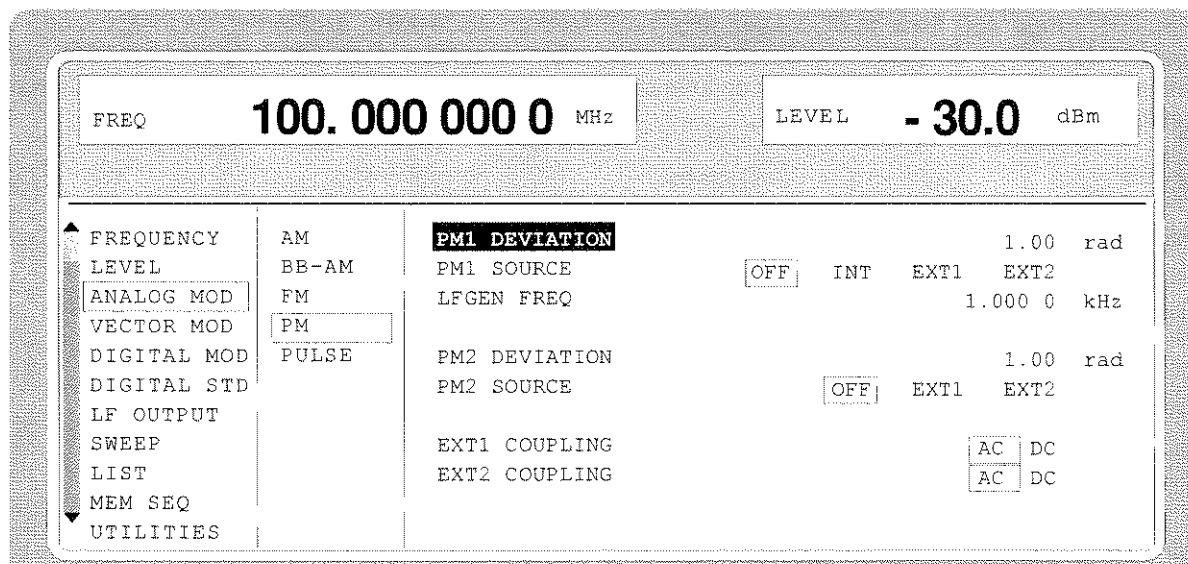 FREQ 100. 000 000 0 MHz
LEVEL - 30.0 dBm
FREQUENCY
LEVEL
ANALOG MOD
VECTOR MOD
DIGITAL MOD
DIGITAL STD
LF OUTPUT
SWEEP
LIST
MEM SEQ
UTILITIES
AM
BB-AM
FM
PM
PULSE
PM1 DEVIATION 1.00 rad
PM1 SOURCE OFF INT EXT1 EXT2
LFGEN FREQ 1.000 0 kHz
PM2 DEVIATION 1.00 rad
PM2 SOURCE OFF EXT1 EXT2
EXT1 COUPLING AC DC
EXT2 COUPLING AC DC